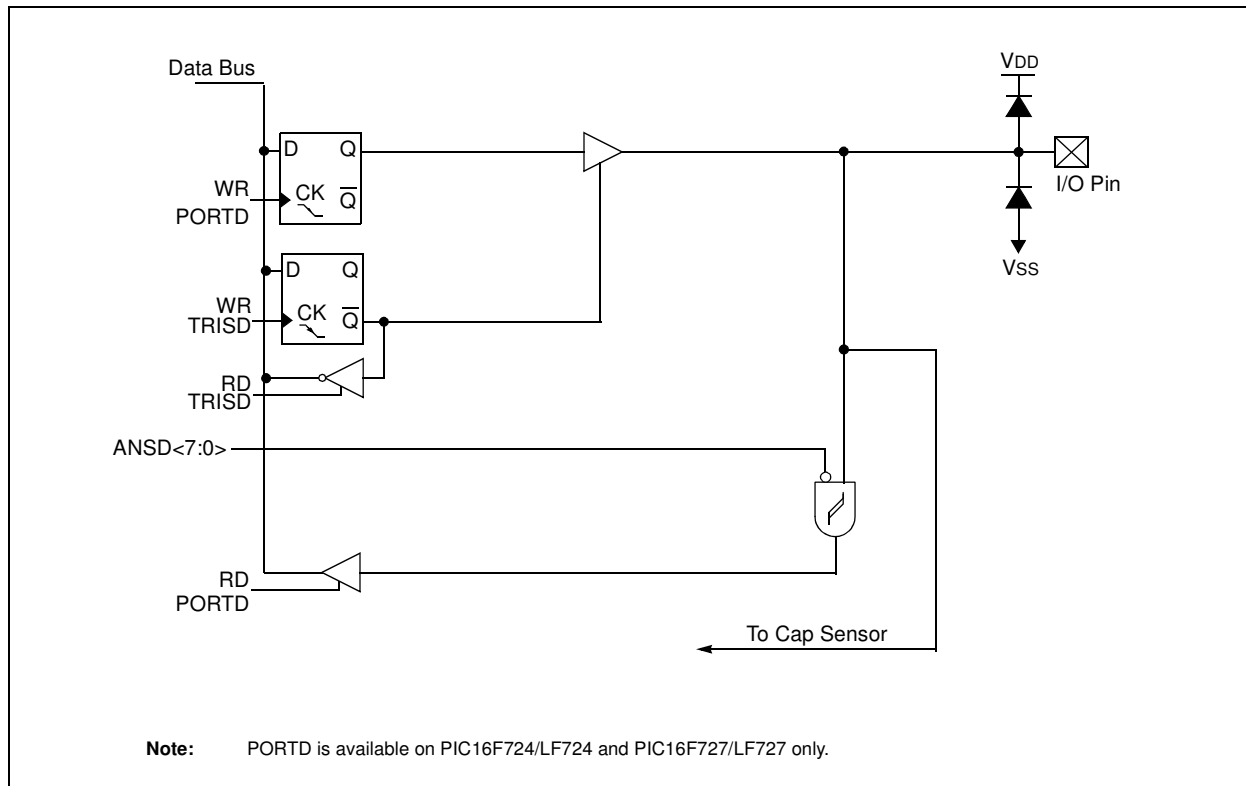 Data Bus
VDD
D Q
WR
PORTD
CK Q
I/O Pin
VSS
D Q
WR
TRISD
CK Q
RD
TRISD
ANSD<7:0>
RD
PORTD
To Cap Sensor
Note: PORTD is available on PIC16F724/LF724 and PIC16F727/LF727 only.